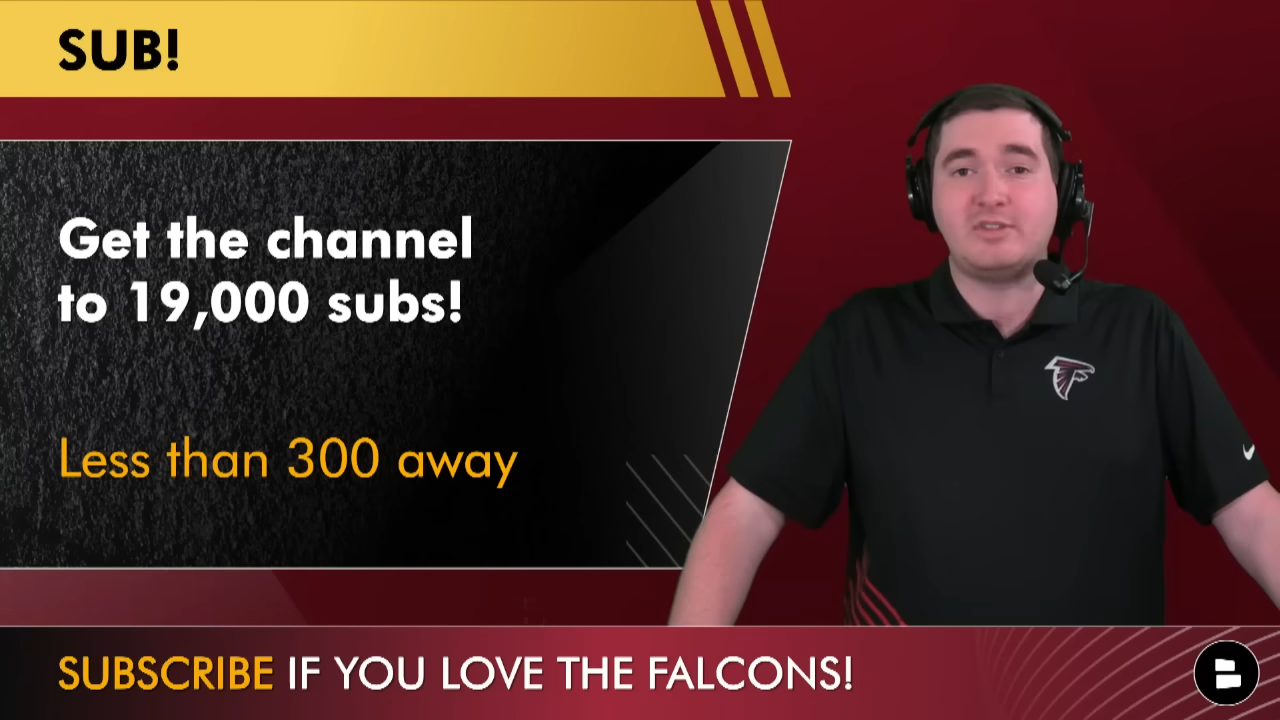 SUB!
Get the channel
to 19,000 subs!
Less than 300 away
SUBSCRIBE IF YOU LOVE THE FALCONS!